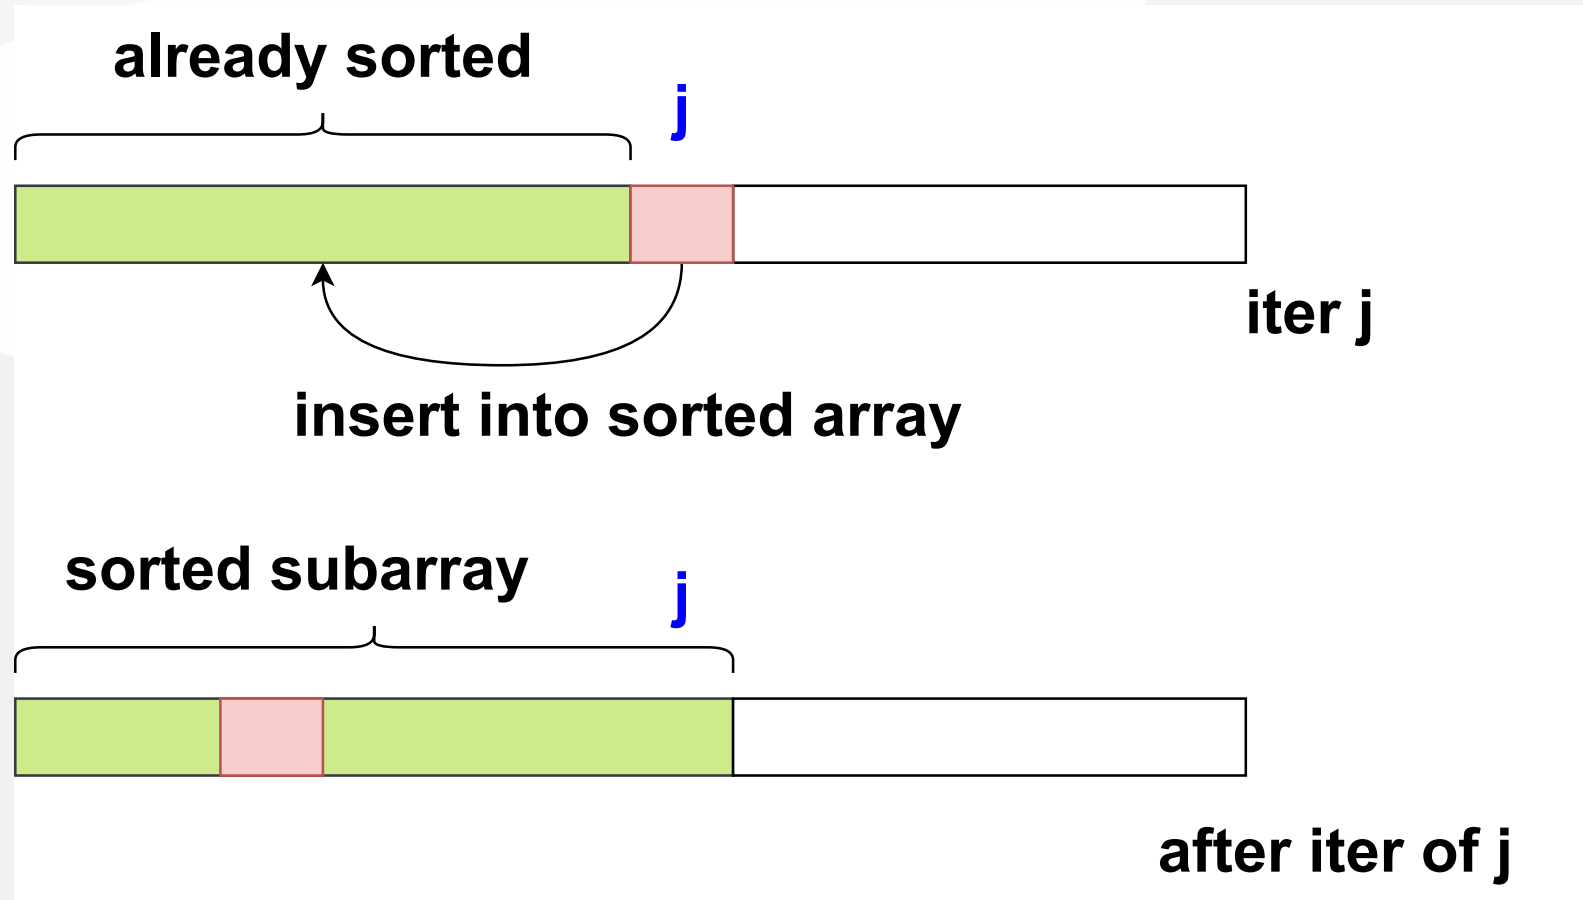 already sorted
j
iter j
insert into sorted array
sorted subarray
j
after iter of j